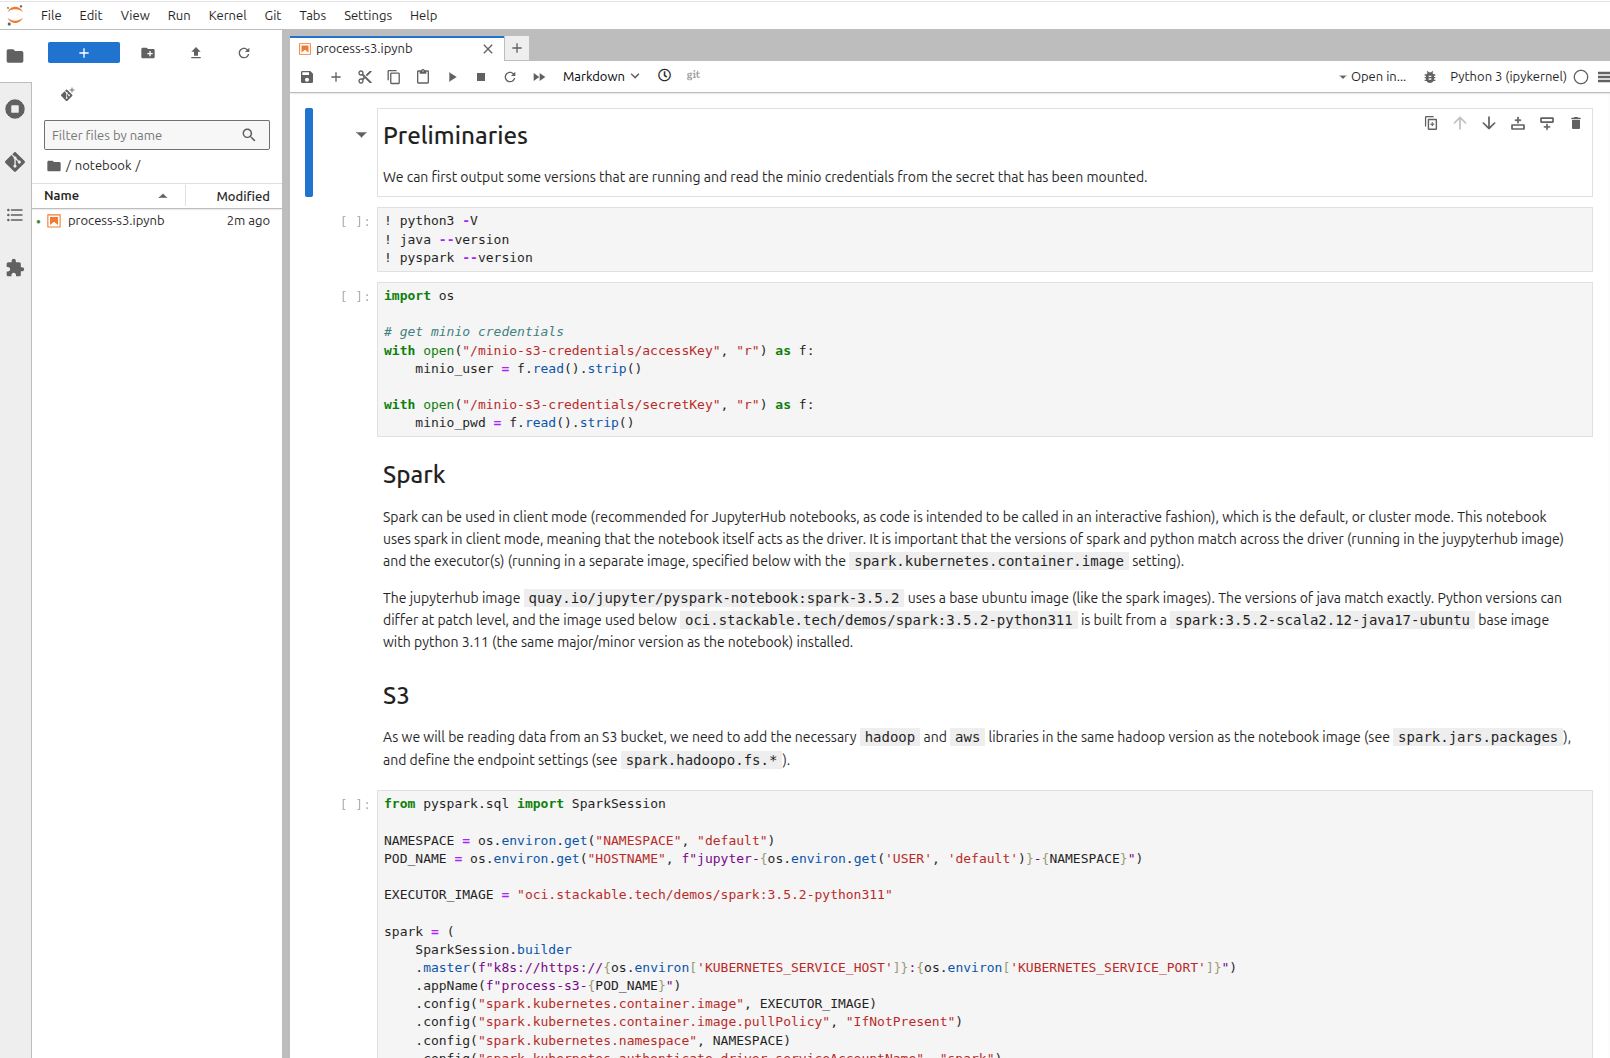 File Edit View Run Kernel Git Tabs Settings Help
process-s3.ipynb
Markdown
git
Open in...
Python 3 (ipykernel)
Filter files by name
/ notebook /
Name Modified
process-s3.ipynb 2m ago
Preliminaries
We can first output some versions that are running and read the minio credentials from the secret that has been mounted.
[ ]: ! python3 -V
! java --version
! pyspark --version
[ ]: import os
# get minio credentials
with open("/minio-s3-credentials/accessKey", "r") as f:
    minio_user = f.read().strip()
with open("/minio-s3-credentials/secretKey", "r") as f:
    minio_pwd = f.read().strip()
Spark
Spark can be used in client mode (recommended for JupyterHub notebooks, as code is intended to be called in an interactive fashion), which is the default, or cluster mode. This notebook
uses spark in client mode, meaning that the notebook itself acts as the driver. It is important that the versions of spark and python match across the driver (running in the juypyterhub image)
and the executor(s) (running in a separate image, specified below with the spark.kubernetes.container.image setting).
The jupyterhub image quay.io/jupyter/pyspark-notebook:spark-3.5.2 uses a base ubuntu image (like the spark images). The versions of java match exactly. Python versions can
differ at patch level, and the image used below oci.stackable.tech/demos/spark:3.5.2-python311 is built from a spark:3.5.2-scala2.12-java17-ubuntu base image
with python 3.11 (the same major/minor version as the notebook) installed.
S3
As we will be reading data from an S3 bucket, we need to add the necessary hadoop and aws libraries in the same hadoop version as the notebook image (see spark.jars.packages ),
and define the endpoint settings (see spark.hadoopo.fs.* ).
[ ]: from pyspark.sql import SparkSession
NAMESPACE = os.environ.get("NAMESPACE", "default")
POD_NAME = os.environ.get("HOSTNAME", f"jupyter-{os.environ.get('USER', 'default')}-{NAMESPACE}")
EXECUTOR_IMAGE = "oci.stackable.tech/demos/spark:3.5.2-python311"
spark = (
    SparkSession.builder
    .master(f"k8s://https://{os.environ['KUBERNETES_SERVICE_HOST']}:{os.environ['KUBERNETES_SERVICE_PORT']}")
    .appName(f"process-s3-{POD_NAME}")
    .config("spark.kubernetes.container.image", EXECUTOR_IMAGE)
    .config("spark.kubernetes.container.image.pullPolicy", "IfNotPresent")
    .config("spark.kubernetes.namespace", NAMESPACE)
    .config("spark.kubernetes.authenticate.driver.serviceAccountName", "spark")